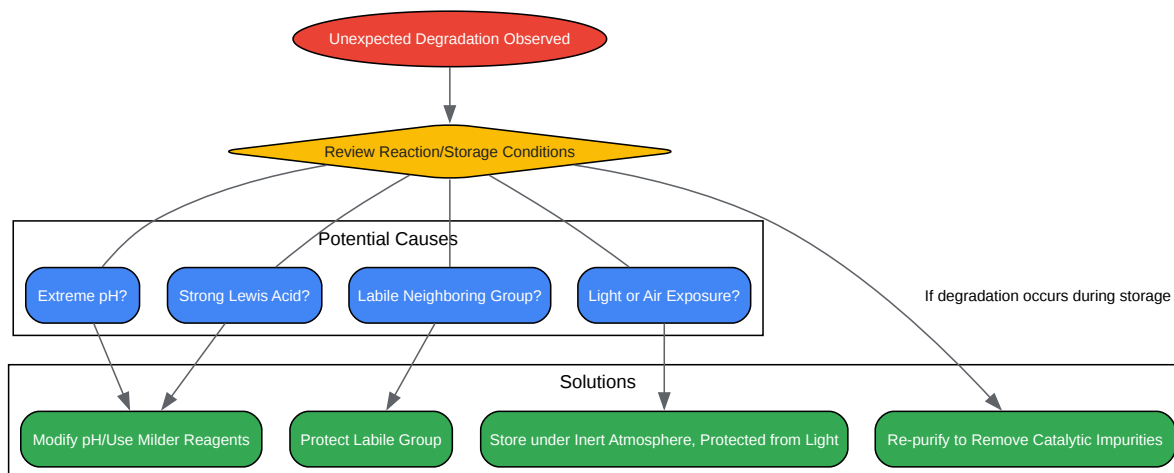 Unexpected Degradation Observed
Review Reaction/Storage Conditions
Potential Causes
Extreme pH?
Strong Lewis Acid?
Labile Neighboring Group?
Light or Air Exposure?
If degradation occurs during storage
Solutions
Modify pH/Use Milder Reagents
Protect Labile Group
Store under Inert Atmosphere, Protected from Light
Re-purify to Remove Catalytic Impurities